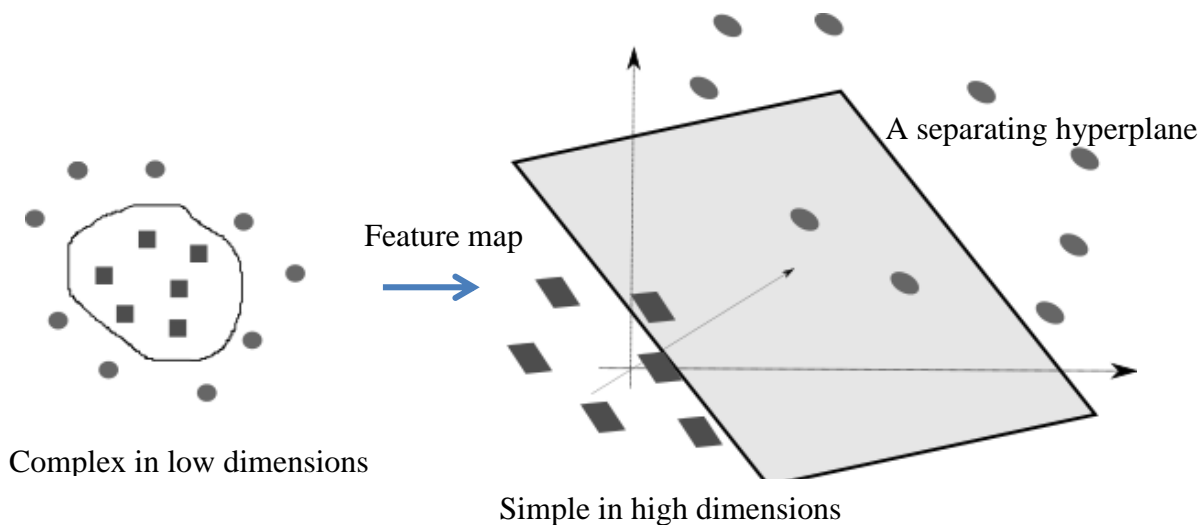 A separating hyperplane
Feature map
Complex in low dimensions
Simple in high dimensions